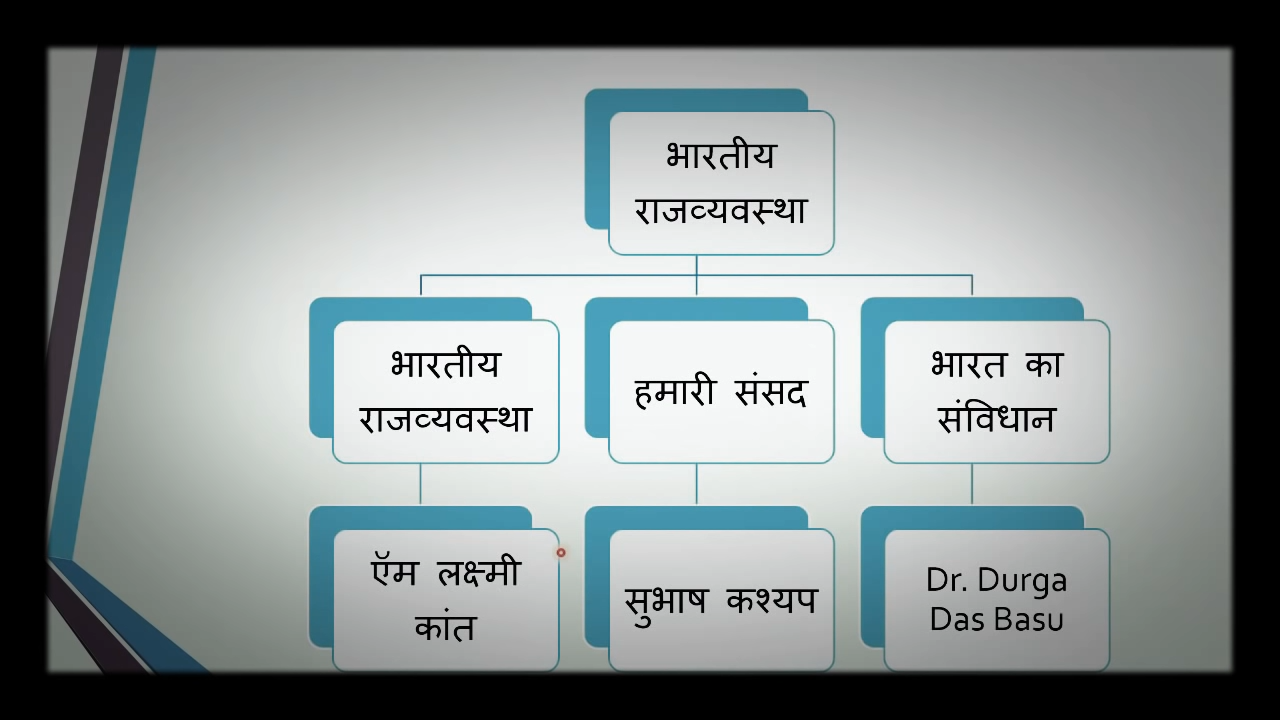 भारतीय
राजव्यवस्था
भारतीय
राजव्यवस्था
हमारी संसद
भारत का
संविधान
ऍम लक्ष्मी
कांत
सुभाष कश्यप
Dr. Durga
Das Basu